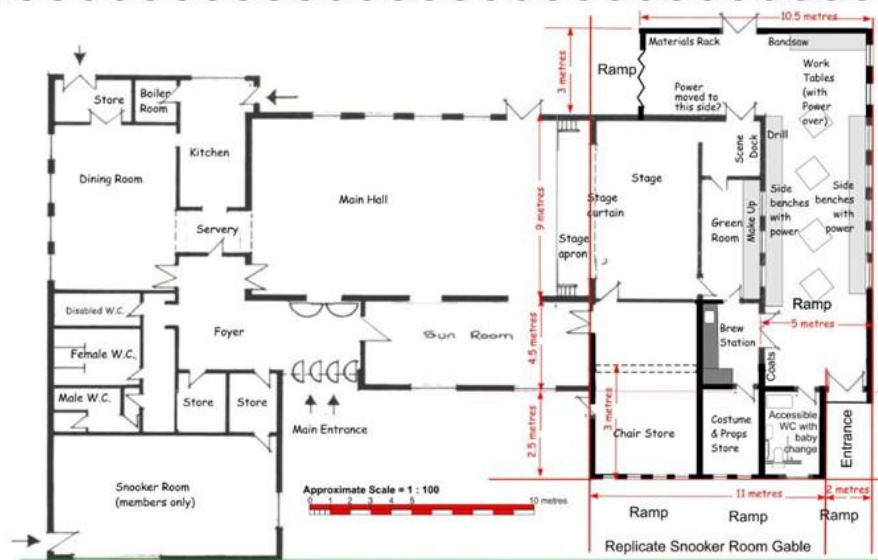 10.5 metres
Materials Rack
Bandsaw
Ramp
3 metres
Work
Tables
(with
Power
over)
Power
moved to
this side?
Store
Boiler
Room
Kitchen
Dining Room
Main Hall
Servery
9 metres
Stage
curtain
Stage
apron
Stage
Scene
Dock
Drill
Green
Room
Make Up
Side
benches
with
power
Side
benches
with
power
Ramp
5 metres
Disabled W.C.
Female W.C.
Male W.C.
Foyer
Store
Store
Sun Room
4.5 metres
Brew
Station
Coats
Main Entrance
2.5 metres
3 metres
Chair Store
Costume
& Props
Store
Accessible
WC with
baby
change
Entrance
Snooker Room
(members only)
Approximate Scale = 1 : 100
0 1 2 3 4 5 10 metres
11 metres
2 metres
Ramp
Ramp
Ramp
Replicate Snooker Room Gable